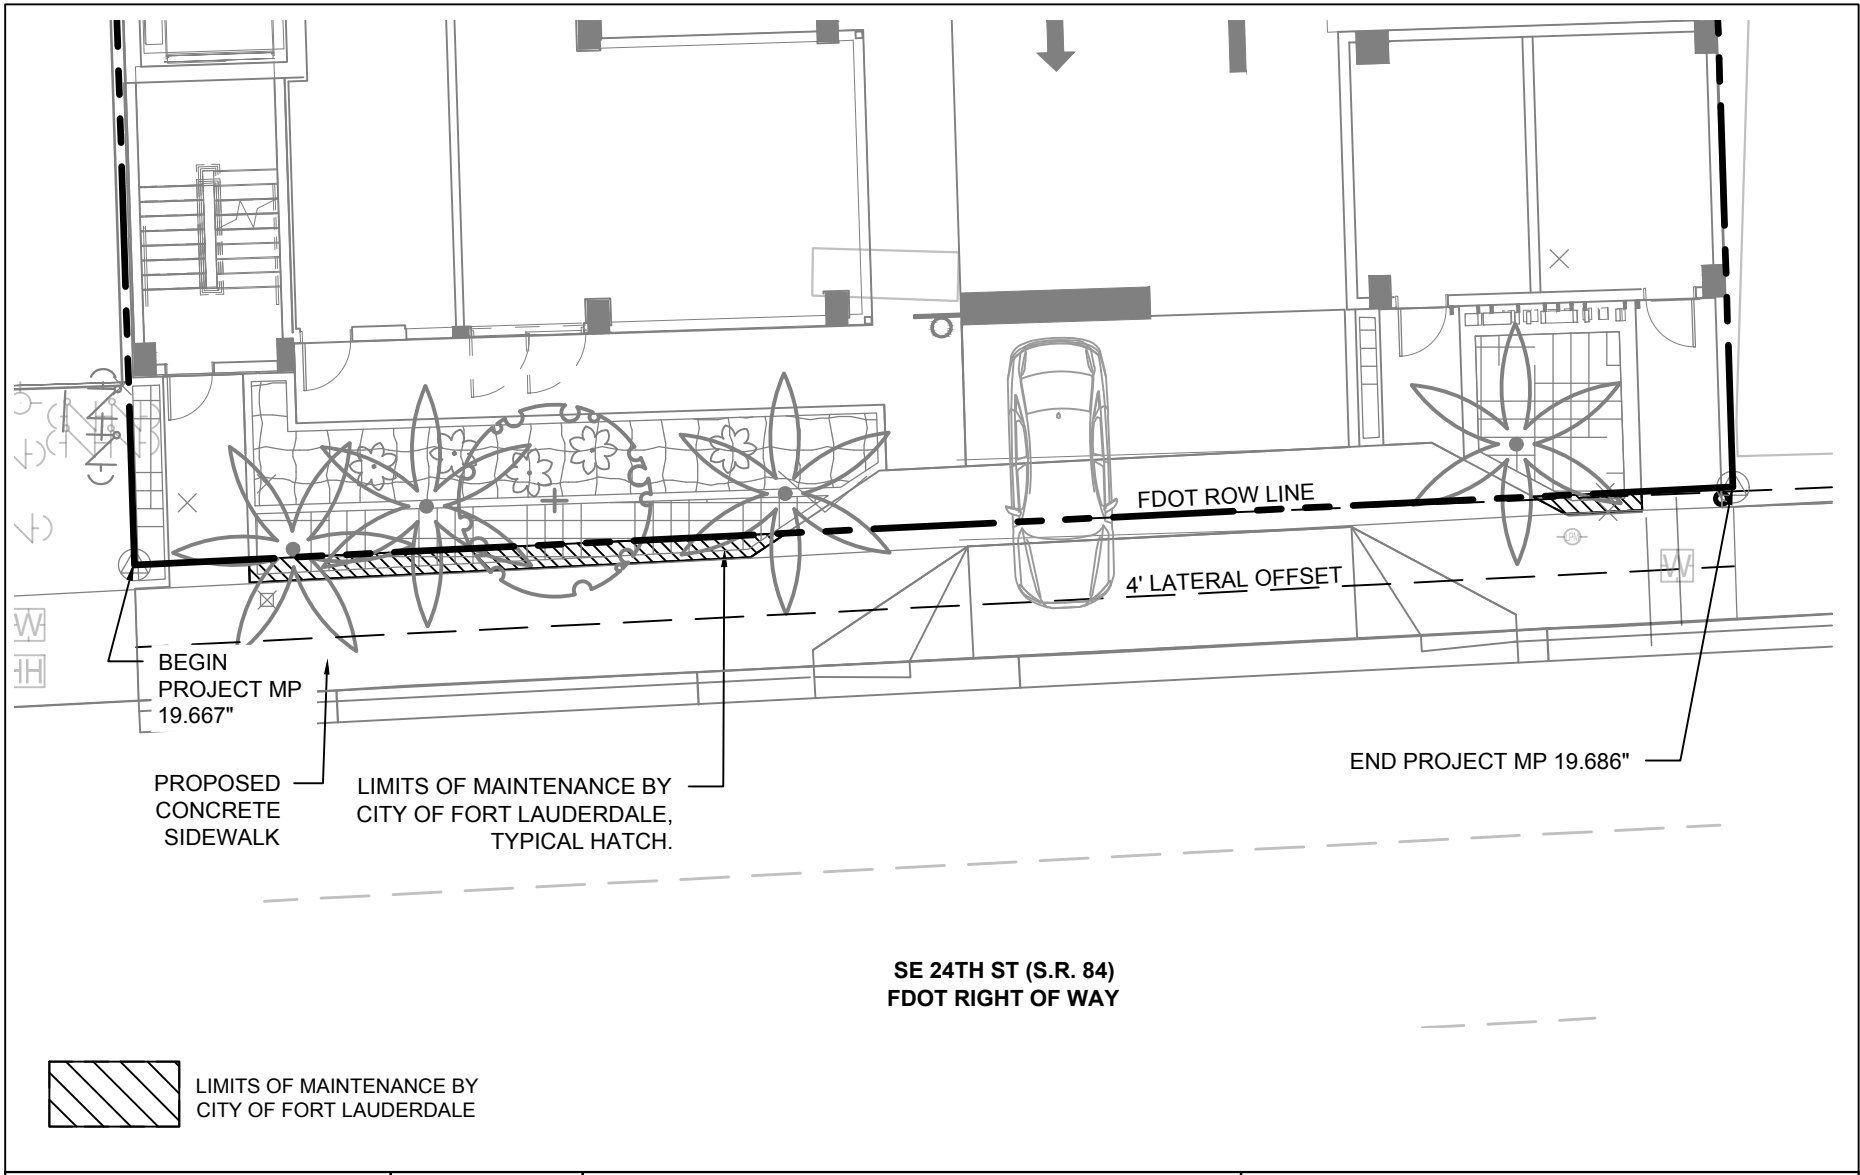 FDOT ROW LINE
4' LATERAL OFFSET
W
W
HH
BEGIN
PROJECT MP
19.667"
PROPOSED
CONCRETE
SIDEWALK
LIMITS OF MAINTENANCE BY
CITY OF FORT LAUDERDALE,
TYPICAL HATCH.
END PROJECT MP 19.686"
SE 24TH ST (S.R. 84)
FDOT RIGHT OF WAY
LIMITS OF MAINTENANCE BY
CITY OF FORT LAUDERDALE